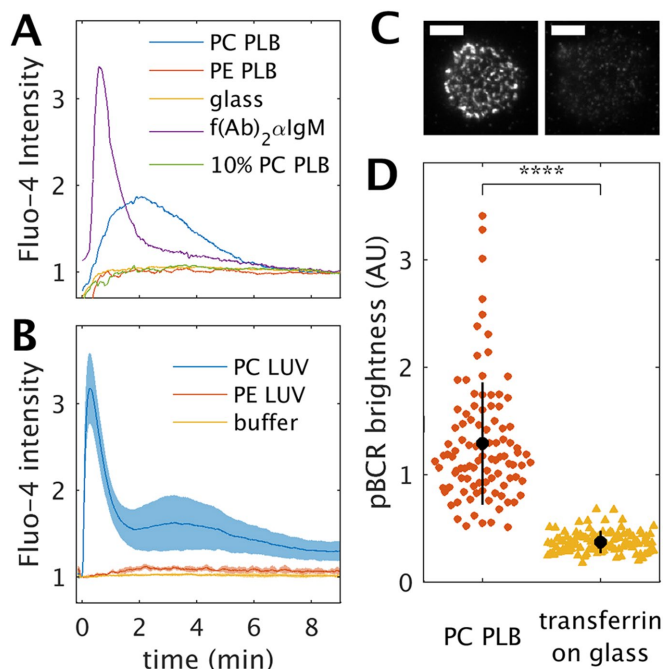 A
Fluo-4 Intensity
3
2
1
PC PLB
PE PLB
glass
f(Ab)₂αIgM
10% PC PLB
B
Fluo-4 intensity
3
2
1
PC LUV
PE LUV
buffer
0 2 4 6 8
time (min)
C
D
****
pBCR brightness (AU)
3
2
1
0
PC PLB
transferrin
on glass